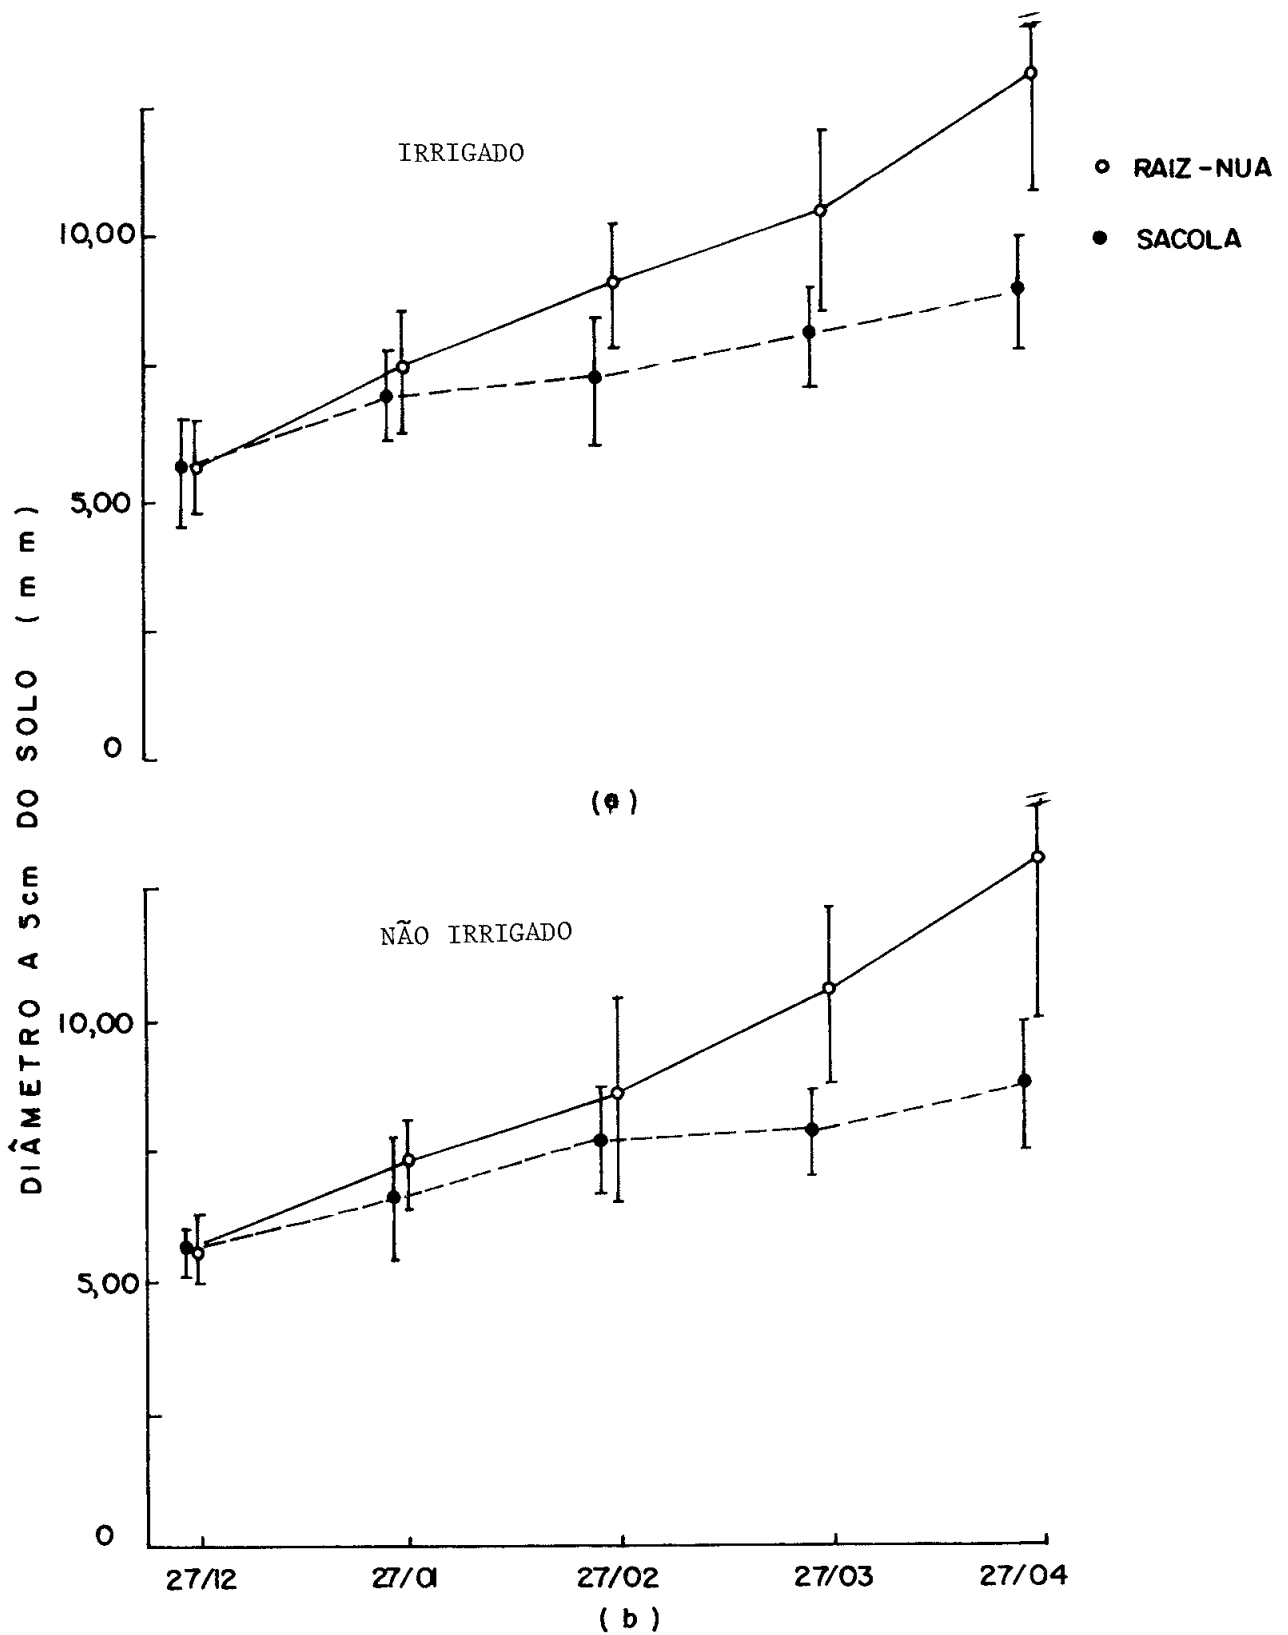 IRRIGADO
RAIZ-NUA
SACOLA
10,00
5,00
0
(a)
DIÂMETRO A 5cm DO SOLO (mm)
NÃO IRRIGADO
10,00
5,00
0
27/12 27/01 27/02 27/03 27/04
(b)